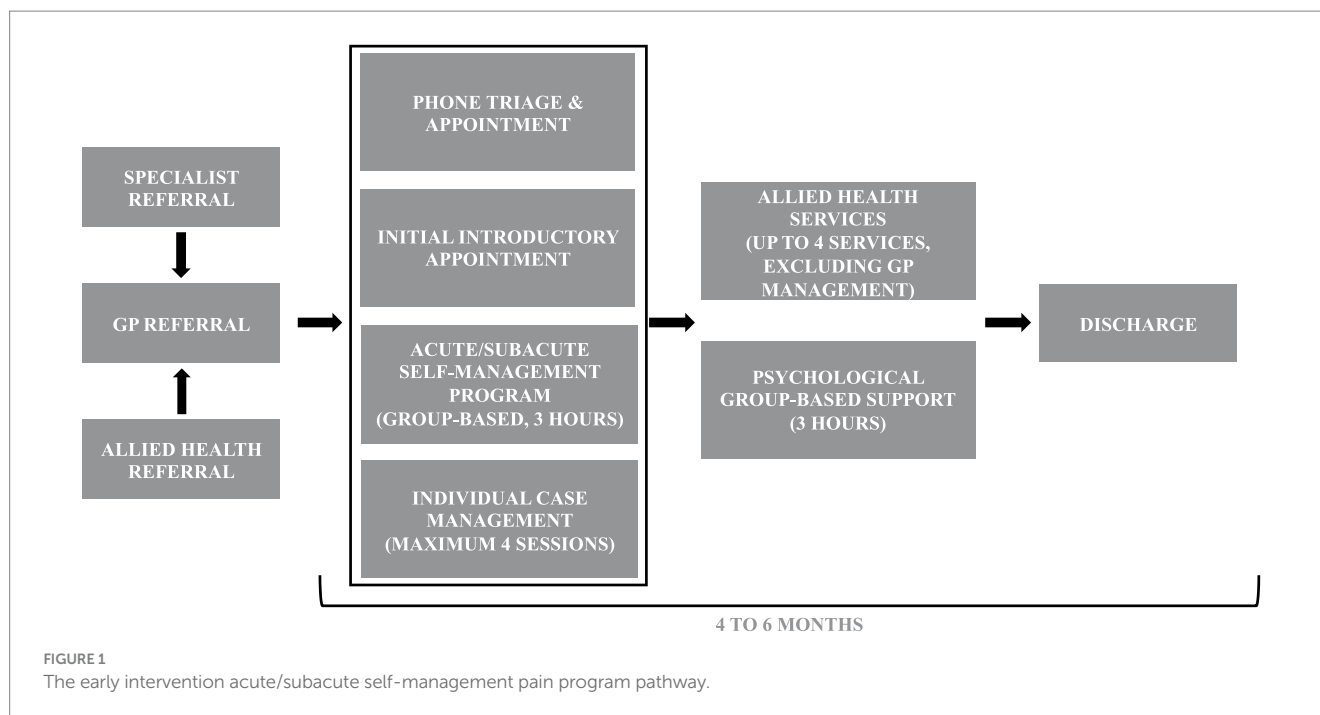 SPECIALIST
REFERRAL
GP REFERRAL
ALLIED HEALTH
REFERRAL
PHONE TRIAGE &
APPOINTMENT
INITIAL INTRODUCTORY
APPOINTMENT
ACUTE/SUBACUTE
SELF-MANAGEMENT
PROGRAM
(GROUP-BASED, 3 HOURS)
INDIVIDUAL CASE
MANAGEMENT
(MAXIMUM 4 SESSIONS)
ALLIED HEALTH
SERVICES
(UP TO 4 SERVICES,
EXCLUDING GP
MANAGEMENT)
PSYCHOLOGICAL
GROUP-BASED SUPPORT
(3 HOURS)
DISCHARGE
4 TO 6 MONTHS
FIGURE 1
The early intervention acute/subacute self-management pain program pathway.